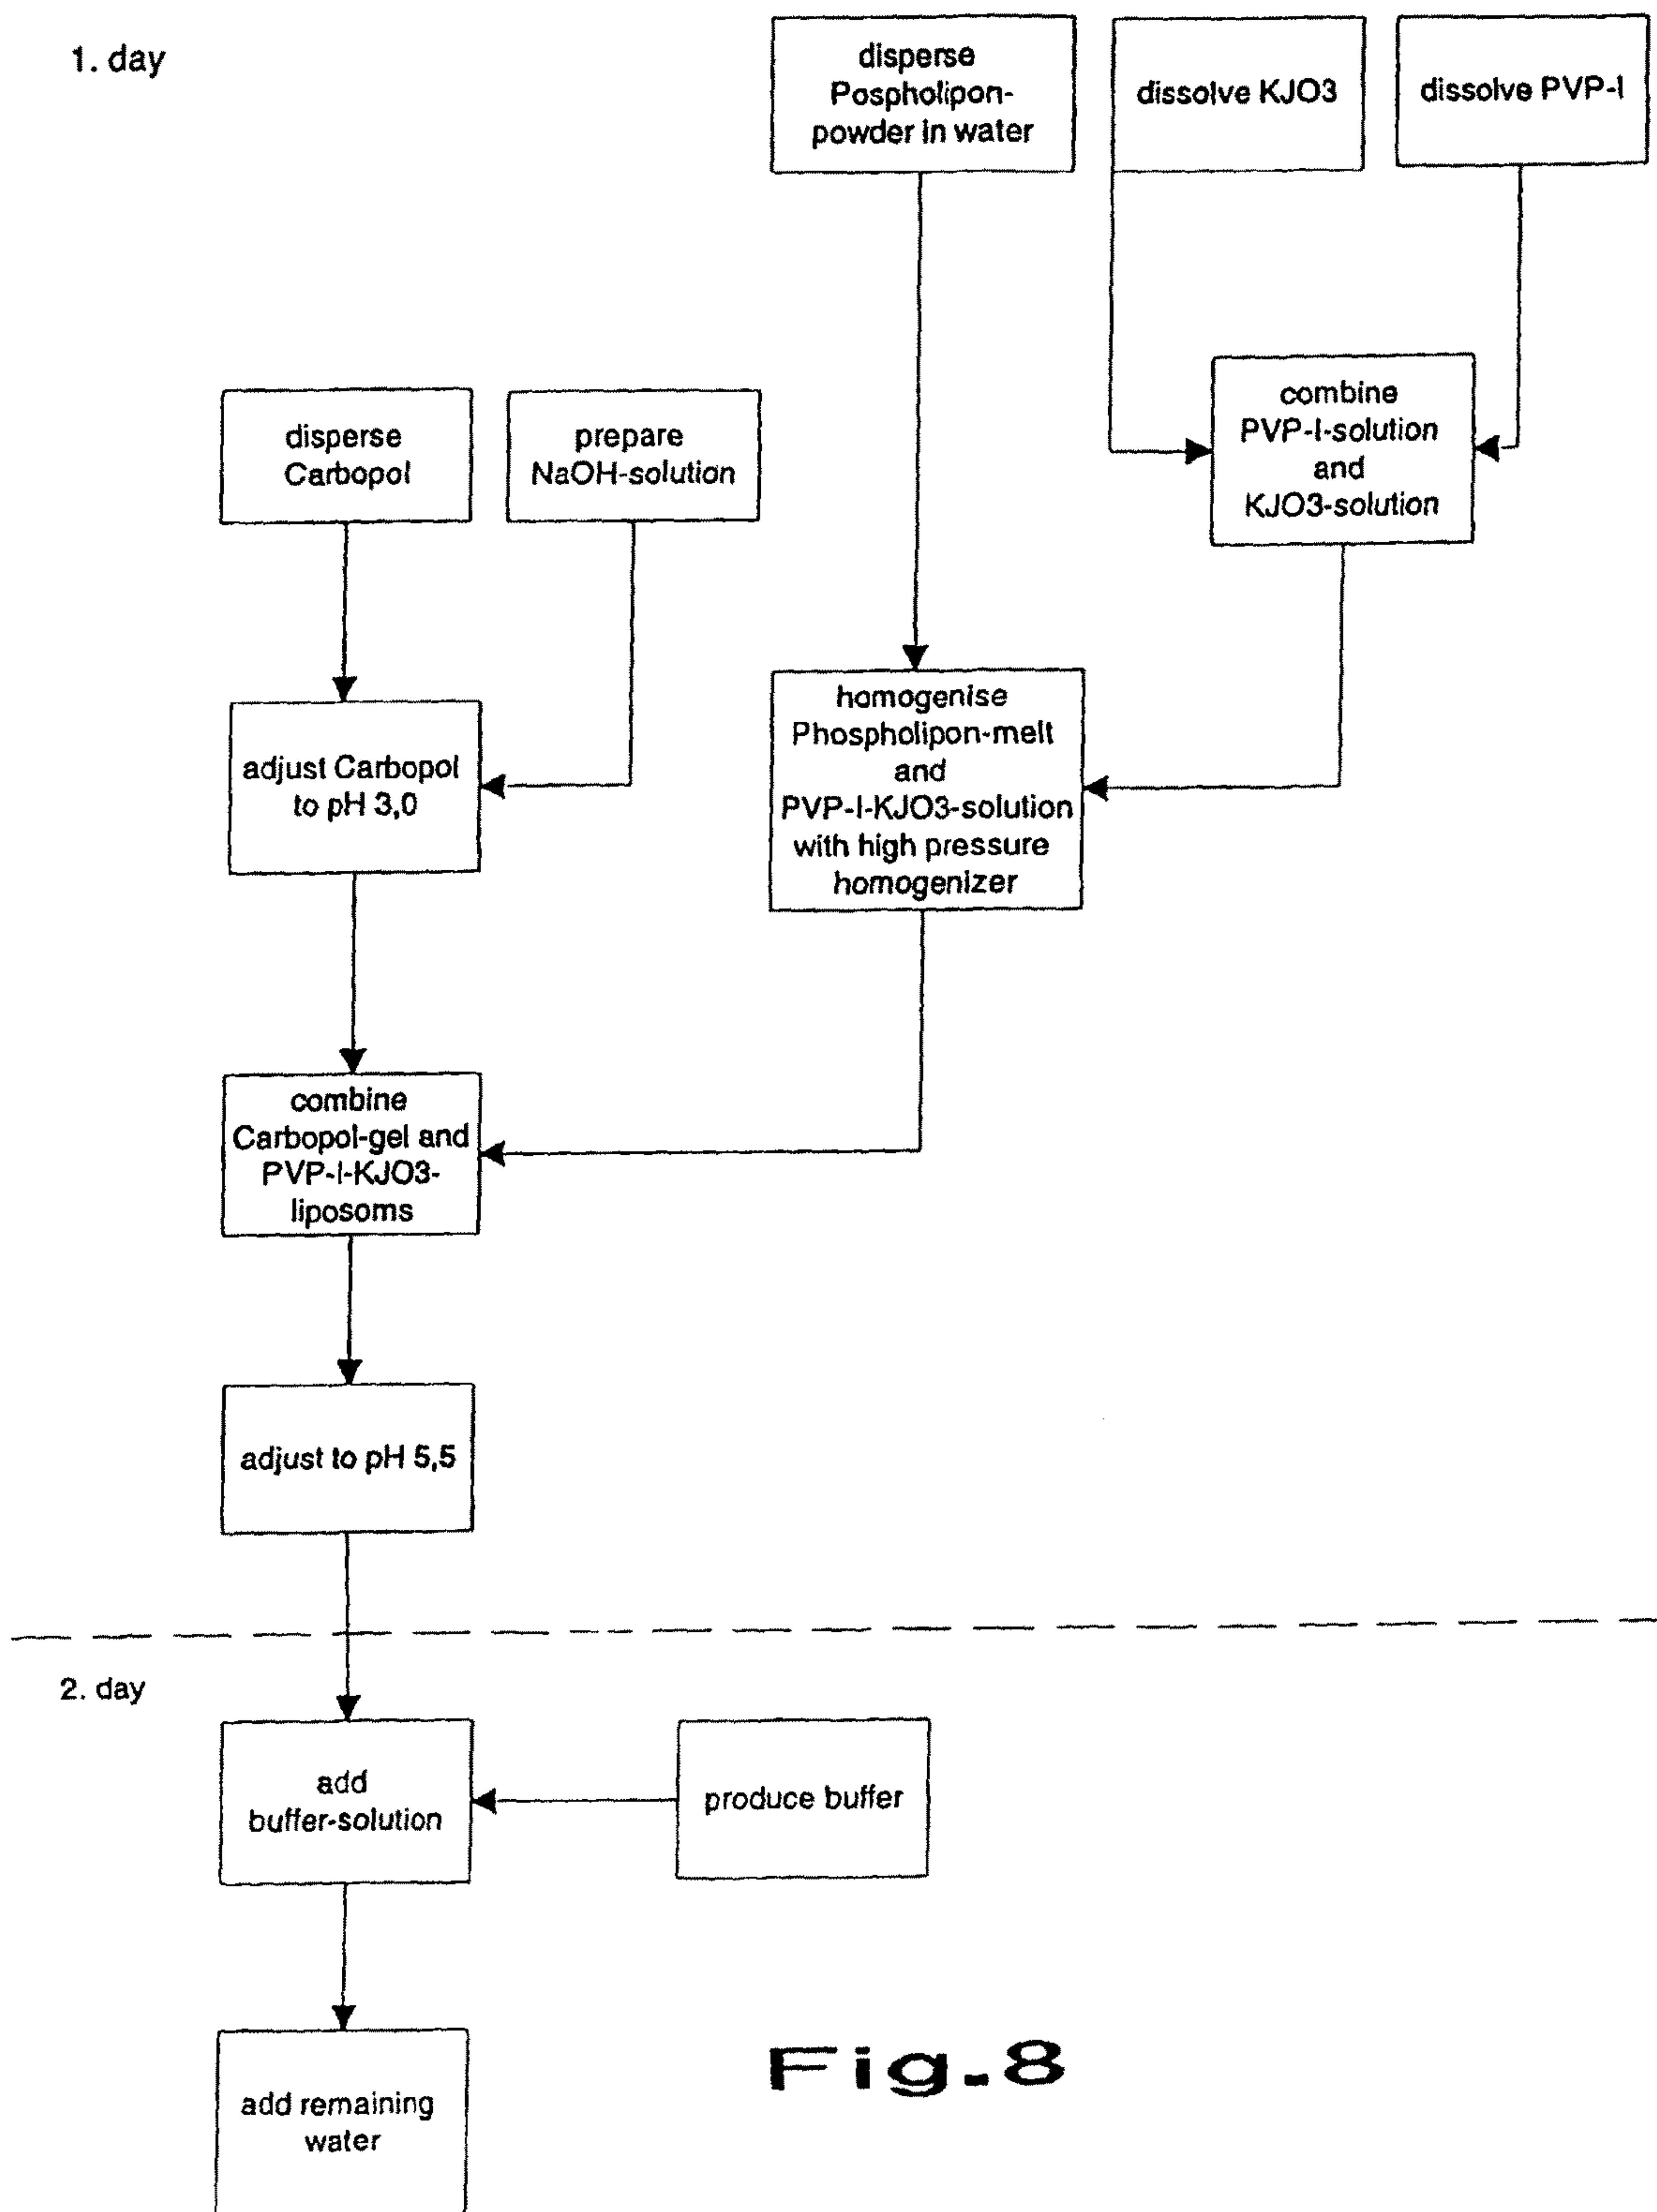 1. day
disperse
Pospholipon-
powder in water
dissolve KJO3
dissolve PVP-I
combine
PVP-I-solution
and
KJO3-solution
disperse
Carbopol
prepare
NaOH-solution
homogenise
Phospholipon-melt
and
PVP-I-KJO3-solution
with high pressure
homogenizer
adjust Carbopol
to pH 3,0
combine
Carbopol-gel and
PVP-I-KJO3-
liposoms
adjust to pH 5,5
2. day
add
buffer-solution
produce buffer
add remaining
water
Fig.8